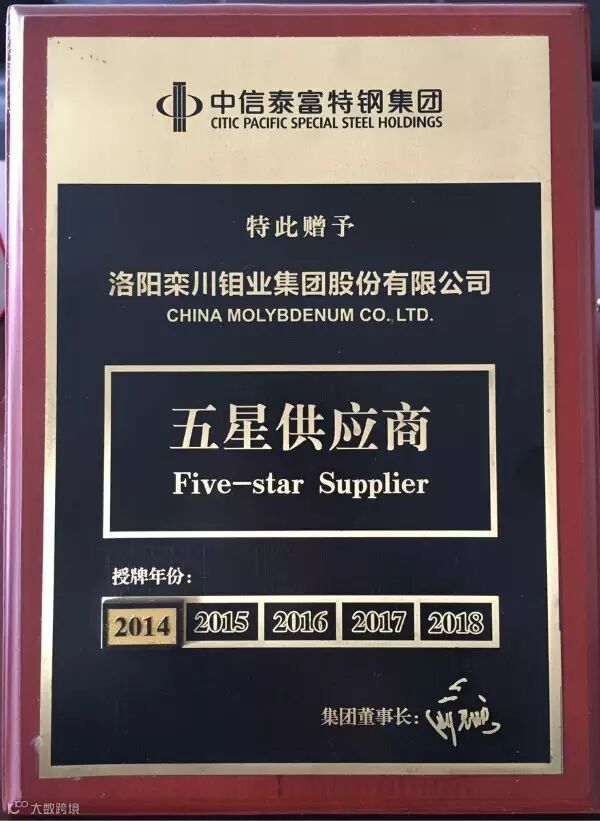 中信泰富特钢集团
CITIC PACIFIC SPECIAL STEEL HOLDINGS
特此赠予
洛阳栾川钼业集团股份有限公司
CHINA MOLYBDENUM CO., LTD.
五星供应商
Five-star Supplier
授牌年份：
2014 2015 2016 2017 2018
集团董事长：
大数跨境